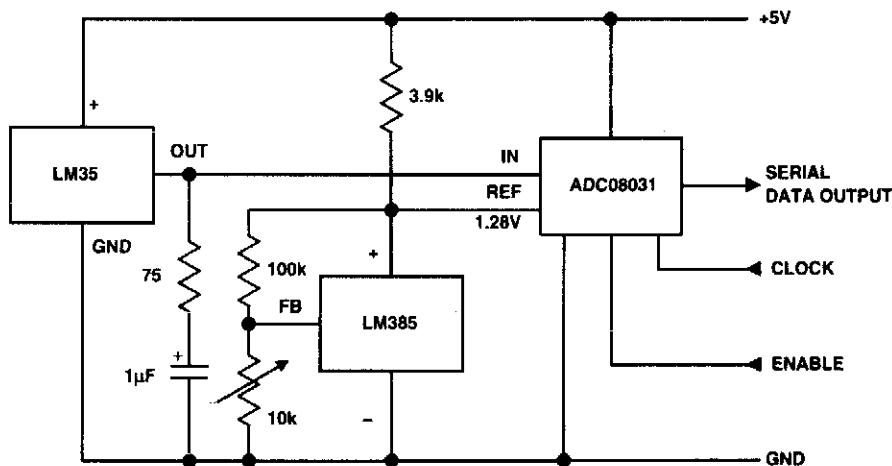 +5V
3.9k
+
OUT
IN
LM35
ADC08031
SERIAL
DATA OUTPUT
REF
1.28V
GND
+
75
100k
CLOCK
FB
LM385
+
1µF
ENABLE
10k
−
GND